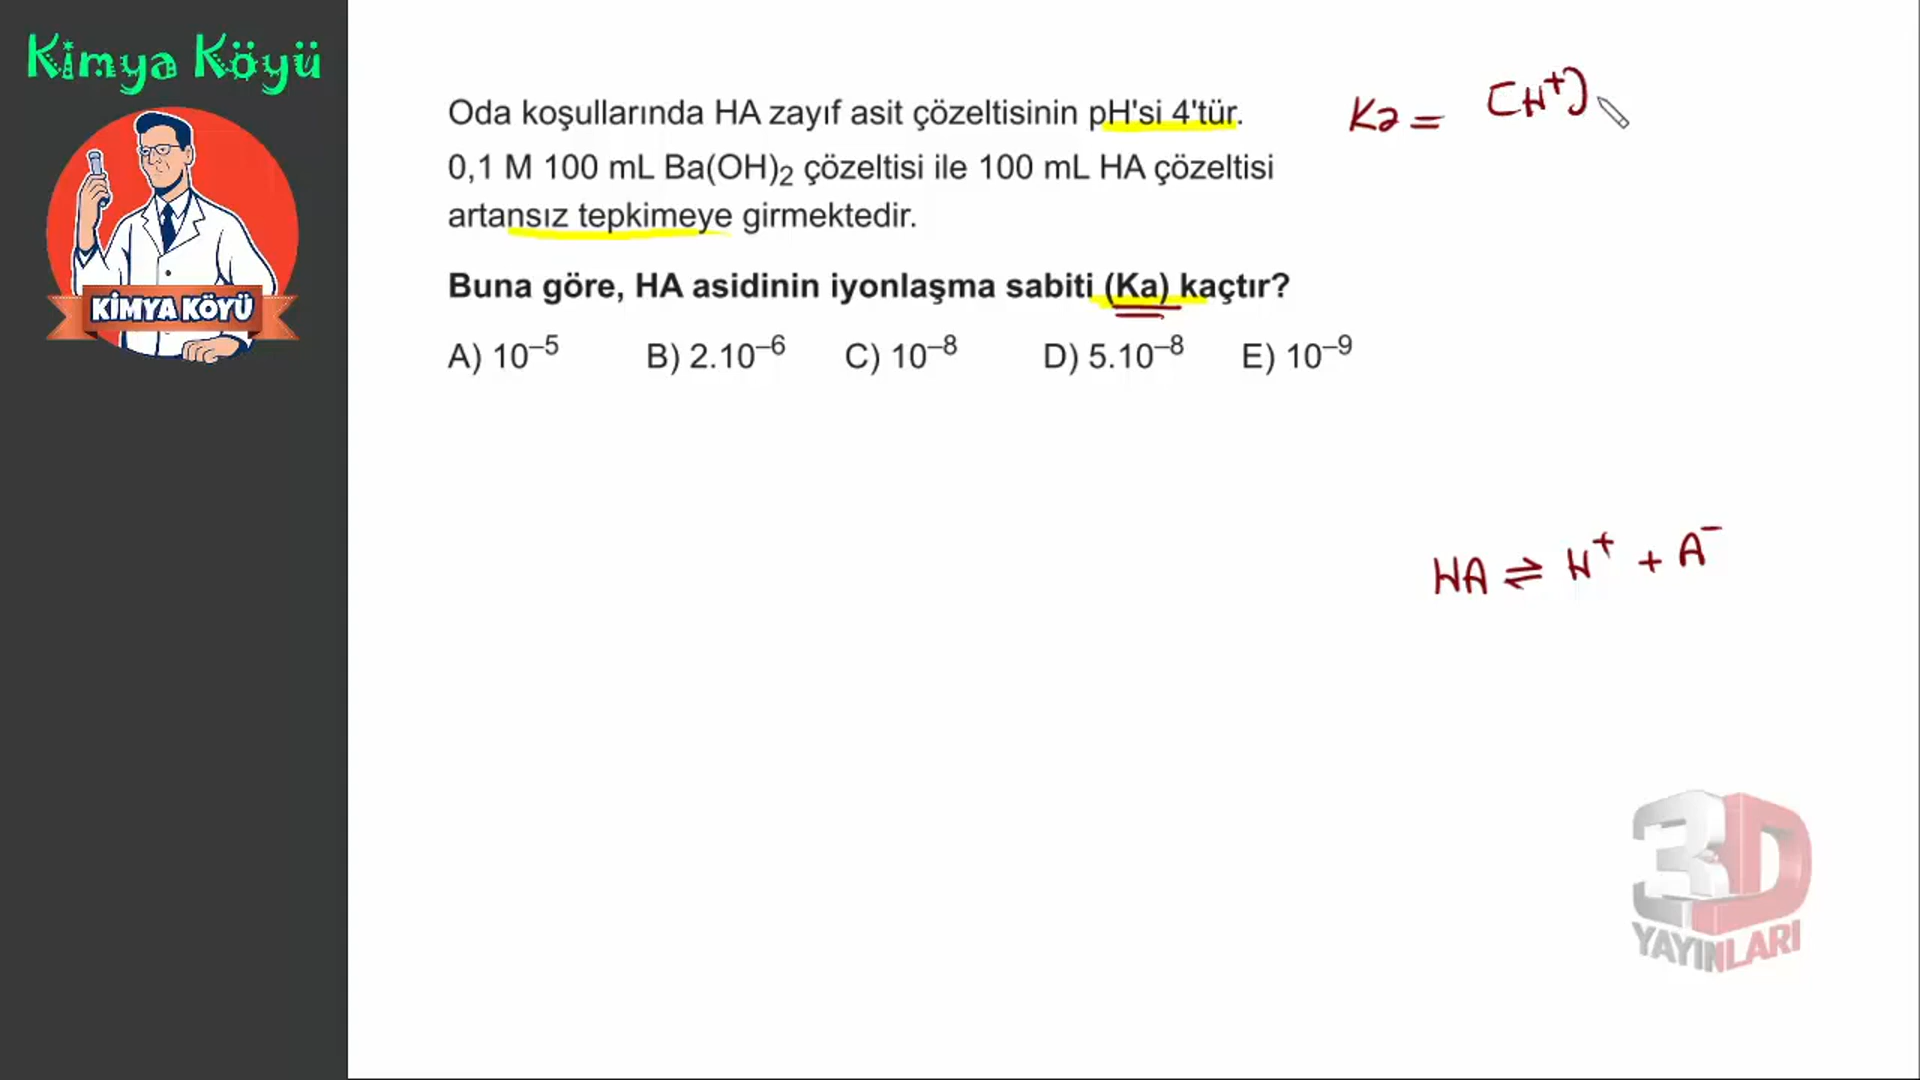 Kimya Köyü
KİMYA KÖYÜ
Oda koşullarında HA zayıf asit çözeltisinin pH'si 4'tür.
0,1 M 100 mL Ba(OH)₂ çözeltisi ile 100 mL HA çözeltisi
artansız tepkimeye girmektedir.
Buna göre, HA asidinin iyonlaşma sabiti (Ka) kaçtır?
A) 10⁻⁵ B) 2.10⁻⁶ C) 10⁻⁸ D) 5.10⁻⁸ E) 10⁻⁹
Ka = [H⁺]
HA ⇌ H⁺ + A⁻
3D
YAYINLARI